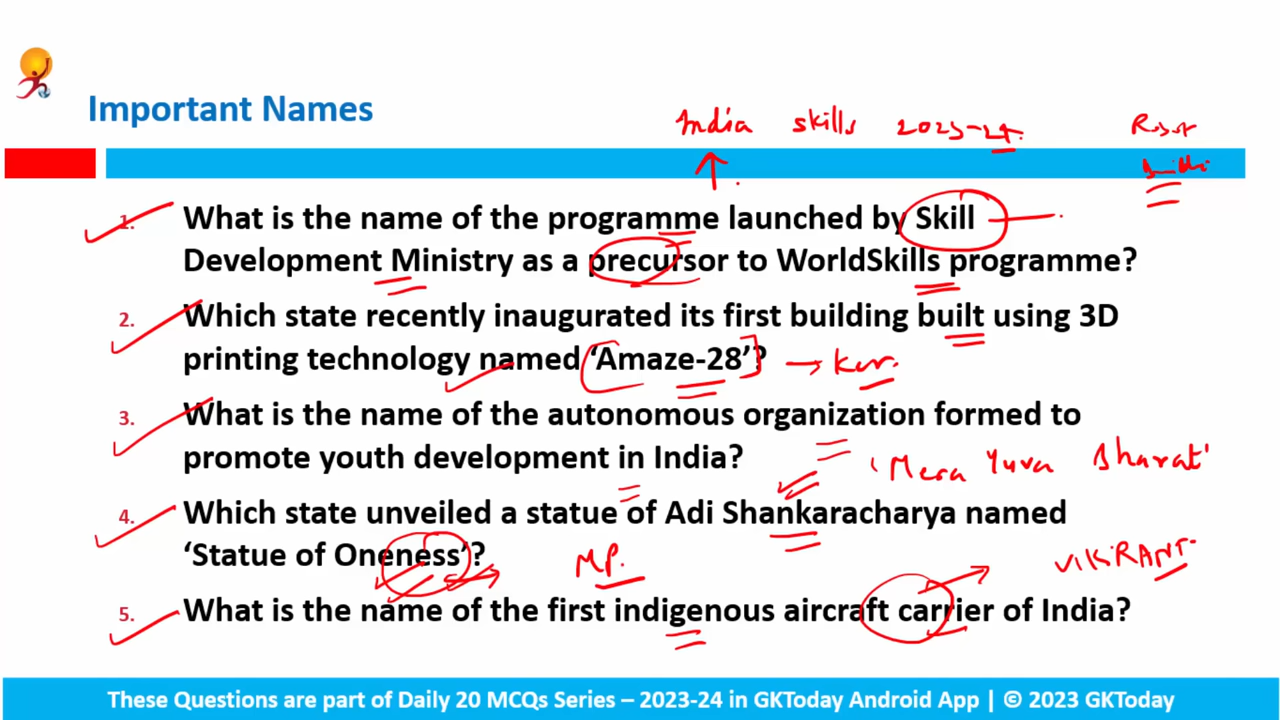 Important Names
India skills 2023-24.
1. What is the name of the programme launched by Skill
Development Ministry as a precursor to WorldSkills programme?
2. Which state recently inaugurated its first building built using 3D
printing technology named ‘Amaze-28’?
→ Ker.
3. What is the name of the autonomous organization formed to
promote youth development in India?
'Mera Yuva Bharat'
4. Which state unveiled a statue of Adi Shankaracharya named
‘Statue of Oneness’?
MP.
VIKRANT
5. What is the name of the first indigenous aircraft carrier of India?
These Questions are part of Daily 20 MCQs Series – 2023-24 in GKToday Android App | © 2023 GKToday